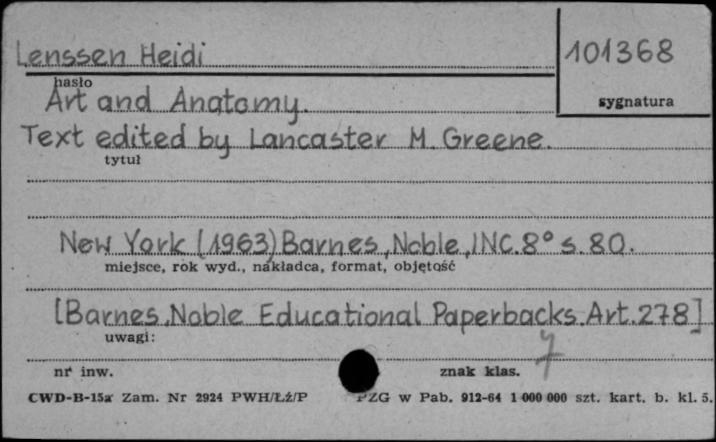 Lenssen Heidi
101368
hasło
sygnatura
Art and Anatomy.
Text edited by Lancaster M. Greene.
tytuł
New York (1963) Barnes, Noble, INC. 8° s. 80.
miejsce, rok wyd., nakładca, format, objętość
[Barnes, Noble Educational Paperbacks. Art. 278]
uwagi:
7
nr inw.
znak klas.
CWD-B-15a Zam. Nr 2924 PWH/Łź/P PZG w Pab. 912-64 1 000 000 szt. kart. b. kl. 5.